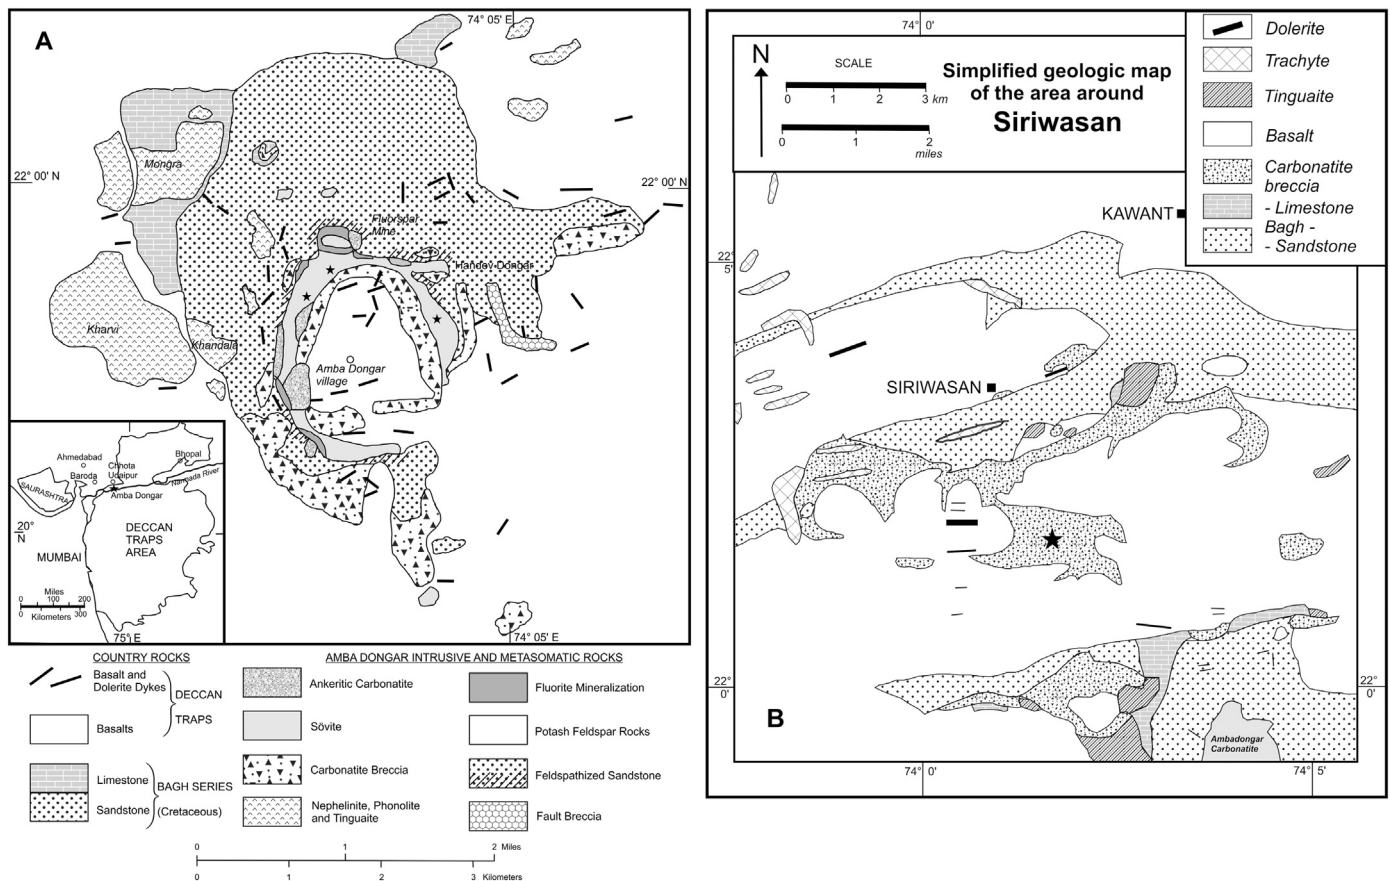 A
74° 05' E
22° 00' N
22° 00' N
Mongra
Fluorspar
Mine
Handev Dongar
Kharvi
Khandala
Amba Dongar
village
Ahmedabad
Chhota
Udaipur
Bhopal
Baroda
Narmada River
SAURASHTRA
Amba Dongar
20°
N
DECCAN
TRAPS
AREA
MUMBAI
Miles
0 100 200
0 300
Kilometers
75° E
74° 05' E
COUNTRY ROCKS
Basalt and
Dolerite Dykes
DECCAN
TRAPS
Basalts
Limestone
BAGH SERIES
Sandstone
(Cretaceous)
AMBA DONGAR INTRUSIVE AND METASOMATIC ROCKS
Ankeritic Carbonatite
Sövite
Carbonatite Breccia
Nephelinite, Phonolite
and Tinguaite
Fluorite Mineralization
Potash Feldspar Rocks
Feldspathized Sandstone
Fault Breccia
0 1 2 Miles
0 1 2 3 Kilometers
74° 0'
N
SCALE
0 1 2 3 km
0 1 2
miles
Simplified geologic map
of the area around
Siriwasan
Dolerite
Trachyte
Tinguaite
Basalt
Carbonatite
breccia
- Limestone
Bagh -
- Sandstone
KAWANT
22°
5'
SIRIWASAN
22°
0'
22°
0'
B
Ambadongar
Carbonatite
74° 0'
74° 5'